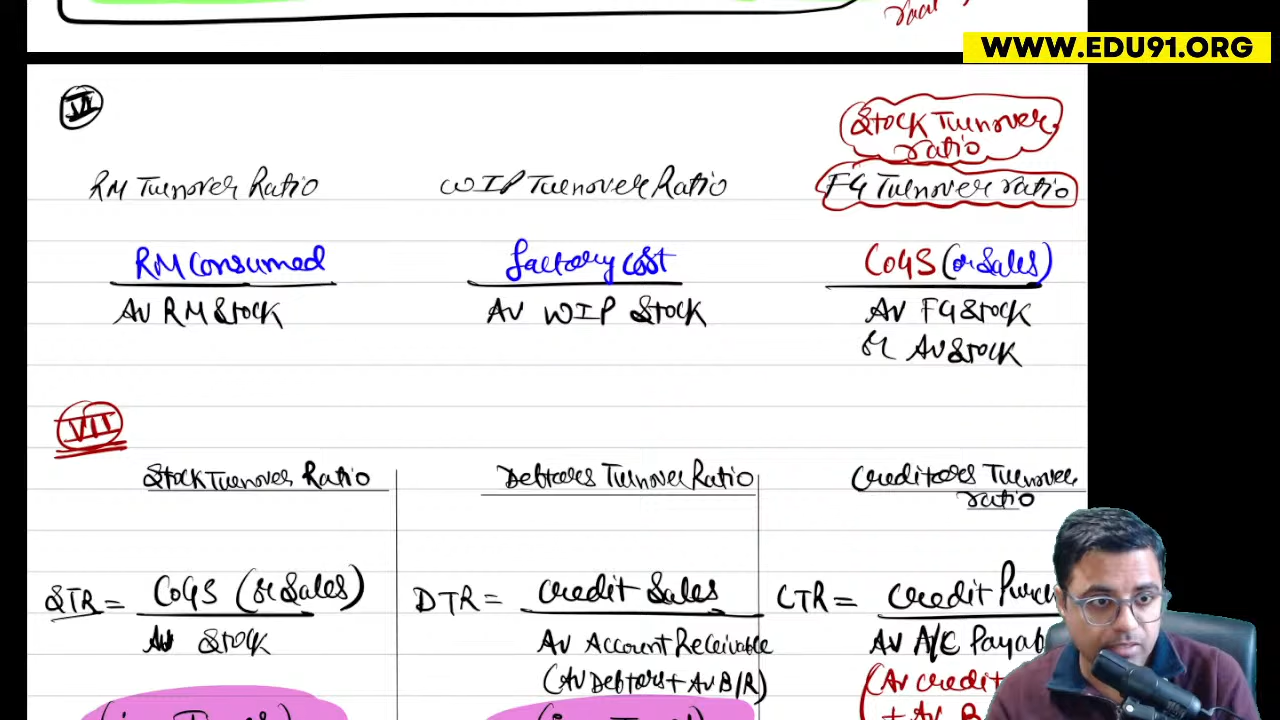 WWW.EDU91.ORG
VI
Stock Turnover
ratio
RM Turnover Ratio
WIP Turnover Ratio
FG Turnover ratio
RM Consumed
Av RM Stock
factory cost
Av WIP Stock
COGS (or Sales)
Av FG Stock
or Av Stock
VII
Stock Turnover Ratio
Debtors Turnover Ratio
Creditors Turnover
ratio
STR = COGS (or Sales)
Av Stock
DTR = Credit Sales
Av Account Receivable
(Av Debtors + Av B/R)
CTR = Credit Purc
Av A/C Payab
(Av credit
+ Av B
(in Times)